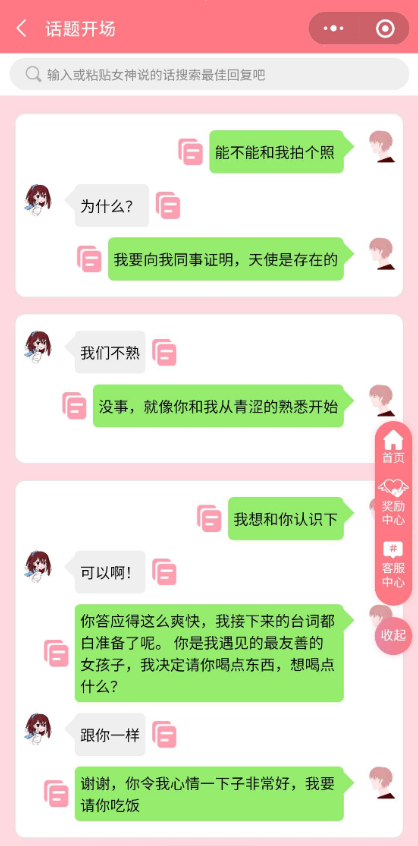 话题开场
输入或粘贴女神说的话搜索最佳回复吧
能不能和我拍个照
为什么?
我要向我同事证明，天使是存在的
我们不熟
没事，就像你和我从青涩的熟悉开始
首页
奖励
中心
#
客服
中心
收起
我想和你认识下
可以啊!
你答应得这么爽快，我接下来的台词都
白准备了呢。 你是我遇见的最友善的
女孩子，我决定请你喝点东西，想喝点
什么?
跟你一样
谢谢，你令我心情一下子非常好，我要
请你吃饭